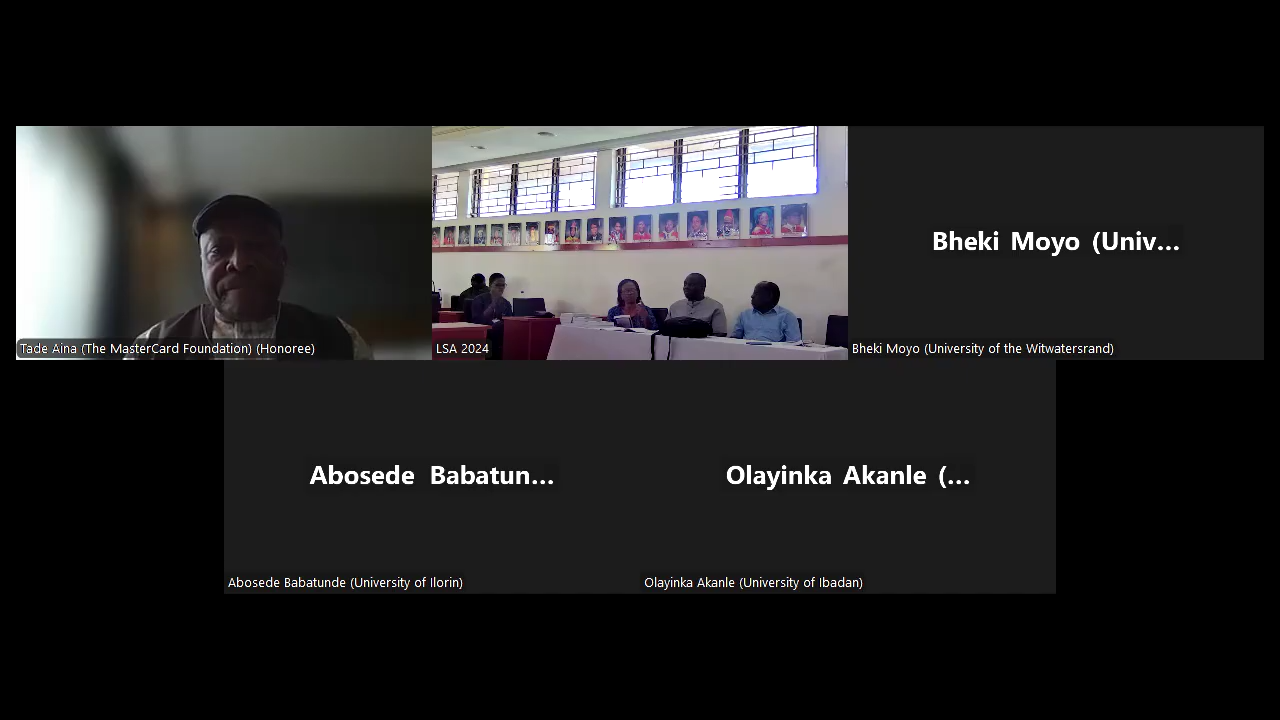 Bheki Moyo (Univ...
Tade Aina (The MasterCard Foundation) (Honoree)
LSA 2024
Bheki Moyo (University of the Witwatersrand)
Abosede Babatun...
Olayinka Akanle (...
Abosede Babatunde (University of Ilorin)
Olayinka Akanle (University of Ibadan)